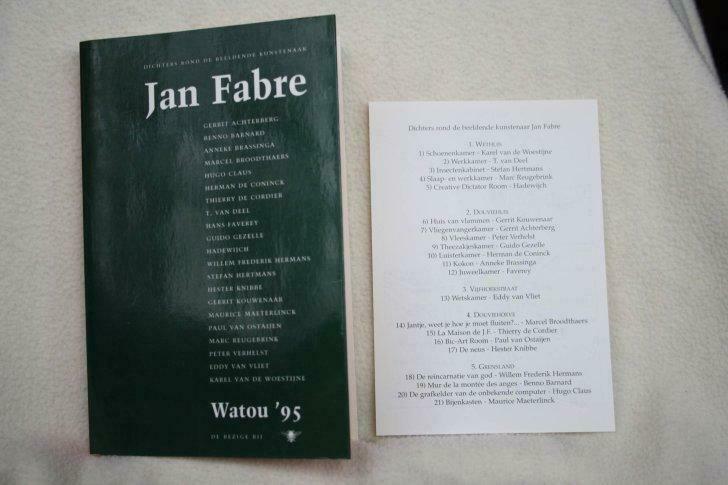 DICHTERS ROND DE BEELDENDE KUNSTENAAR
Jan Fabre
GERRIT ACHTERBERG
BENNO BARNARD
ANNEKE BRASSINGA
MARCEL BROODTHAERS
HUGO CLAUS
HERMAN DE CONINCK
THIERRY DE CORDIER
T. VAN DEEL
HANS FAVEREY
GUIDO GEZELLE
HADEWIJCH
WILLEM FREDERIK HERMANS
STEFAN HERTMANS
HESTER KNIBBE
GERRIT KOUWENAAR
MAURICE MAETERLINCK
PAUL VAN OSTAIJEN
MARC REUGEBRINK
PETER VERHELST
EDDY VAN VLIET
KAREL VAN DE WOESTIJNE
Watou '95
DE BEZIGE BIJ
Dichters rond de beeldende kunstenaar Jan Fabre
1. WETHUIS
1) Schoenenkamer - Karel van de Woestijne
2) Werkkamer - T. van Deel
3) Insectenkabinet - Stefan Hertmans
4) Slaap- en werkkamer - Marc Reugebrink
5) Creative Dictator Room - Hadewijch
2. DOUVIEHUIS
6) Huis van vlammen - Gerrit Kouwenaar
7) Vliegenvangerkamer - Gerrit Achterberg
8) Vleeskamer - Peter Verhelst
9) Theezakjeskamer - Guido Gezelle
10) Luisterkamer - Herman de Coninck
11) Kokon - Anneke Brassinga
12) Juweelkamer - Faverey
3. VIJFHOEKSTRAAT
13) Wetskamer - Eddy van Vliet
4. DOUVIEHOEVE
14) Jantje, weet je hoe je moet fluiten?... - Marcel Broodthaers
15) La Maison de J.F. - Thierry de Cordier
16) Bic-Art Room - Paul van Ostaijen
17) De neus - Hester Knibbe
5. GRENSLAND
18) De reïncarnatie van god - Willem Frederik Hermans
19) Mur de la montée des anges - Benno Barnard
20) De grafkelder van de onbekende computer - Hugo Claus
21) Bijenkasten - Maurice Maeterlinck